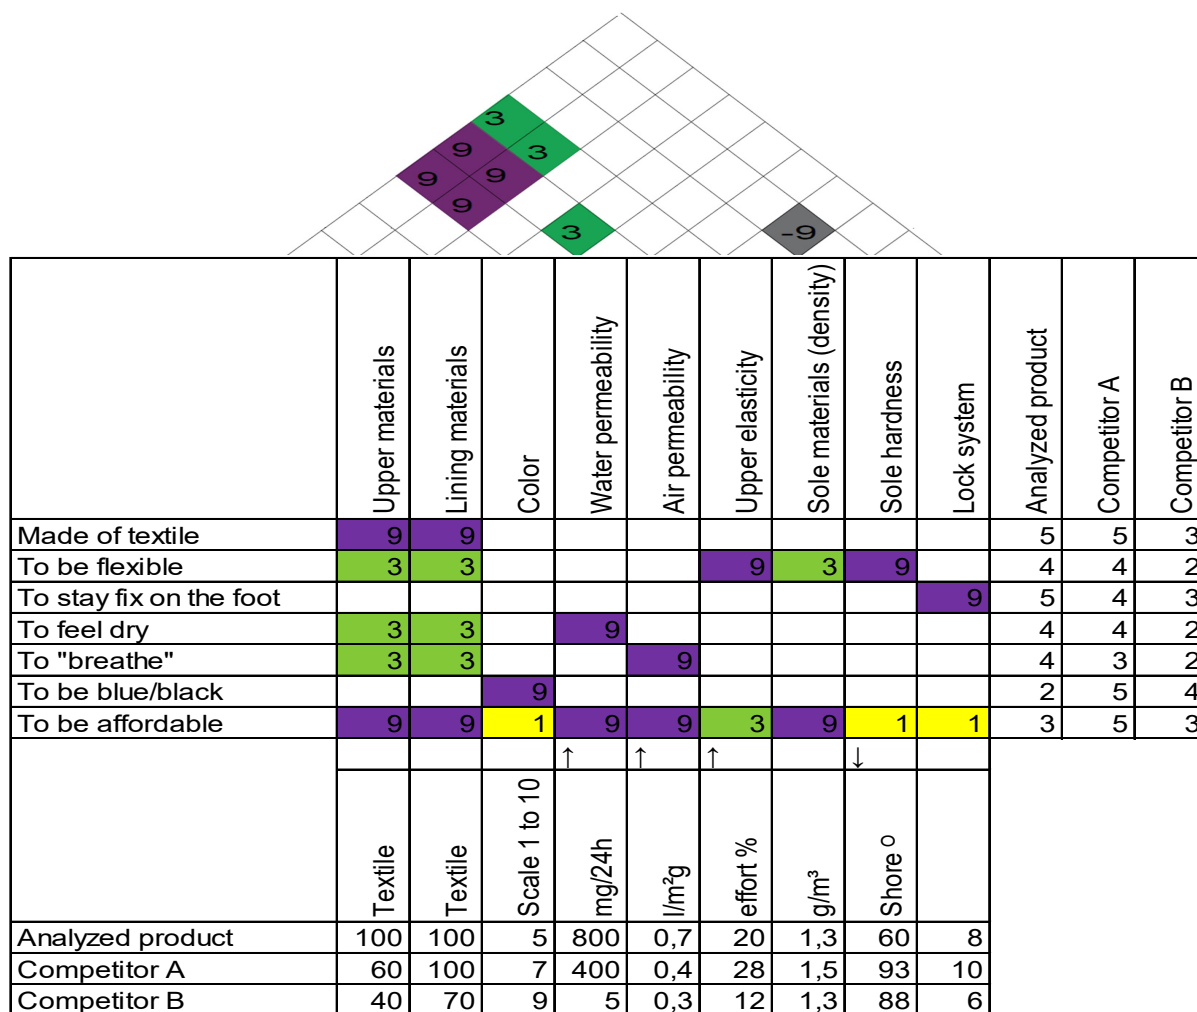 3
9 3
9 9
9 3 -9
Upper materials Lining materials Color Water permeability Air permeability Upper elasticity Sole materials (density) Sole hardness Lock system Analyzed product Competitor A Competitor B
Made of textile 9 9 5 5 3
To be flexible 3 3 9 3 9 4 4 2
To stay fix on the foot 9 5 4 3
To feel dry 3 3 9 4 4 2
To "breathe" 3 3 9 4 3 2
To be blue/black 9 2 5 4
To be affordable 9 9 1 9 9 3 9 1 1 3 5 3
↑ ↑ ↑ ↓
Textile Textile Scale 1 to 10 mg/24h l/m²g effort % g/m³ Shore ᴼ
Analyzed product 100 100 5 800 0,7 20 1,3 60 8
Competitor A 60 100 7 400 0,4 28 1,5 93 10
Competitor B 40 70 9 5 0,3 12 1,3 88 6